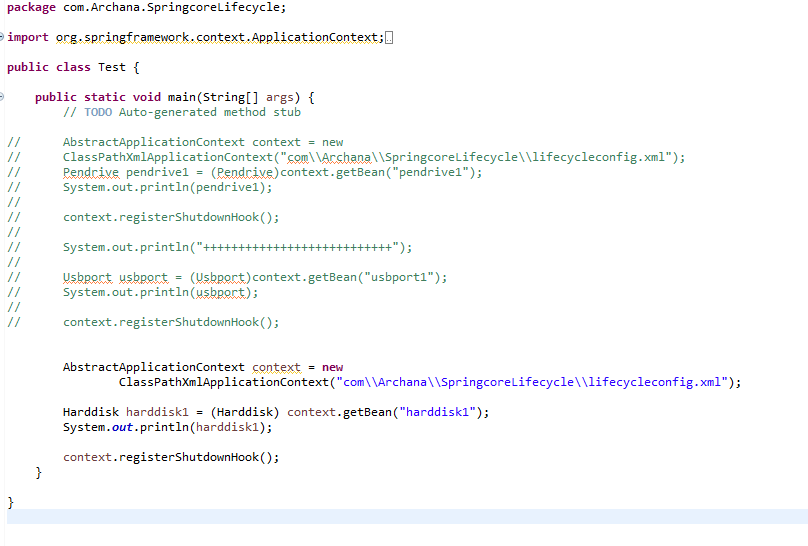 package com.Archana.SpringcoreLifecycle;
import org.springframework.context.ApplicationContext;
public class Test {
public static void main(String[] args) {
// TODO Auto-generated method stub
// AbstractApplicationContext context = new
// ClassPathXmlApplicationContext("com\\Archana\\SpringcoreLifecycle\\lifecycleconfig.xml");
// Pendrive pendrive1 = (Pendrive)context.getBean("pendrive1");
// System.out.println(pendrive1);
//
// context.registerShutdownHook();
//
// System.out.println("+++++++++++++++++++++++++++");
//
// Usbport usbport = (Usbport)context.getBean("usbport1");
// System.out.println(usbport);
//
// context.registerShutdownHook();
AbstractApplicationContext context = new
ClassPathXmlApplicationContext("com\\Archana\\SpringcoreLifecycle\\lifecycleconfig.xml");
Harddisk harddisk1 = (Harddisk) context.getBean("harddisk1");
System.out.println(harddisk1);
context.registerShutdownHook();
}
}